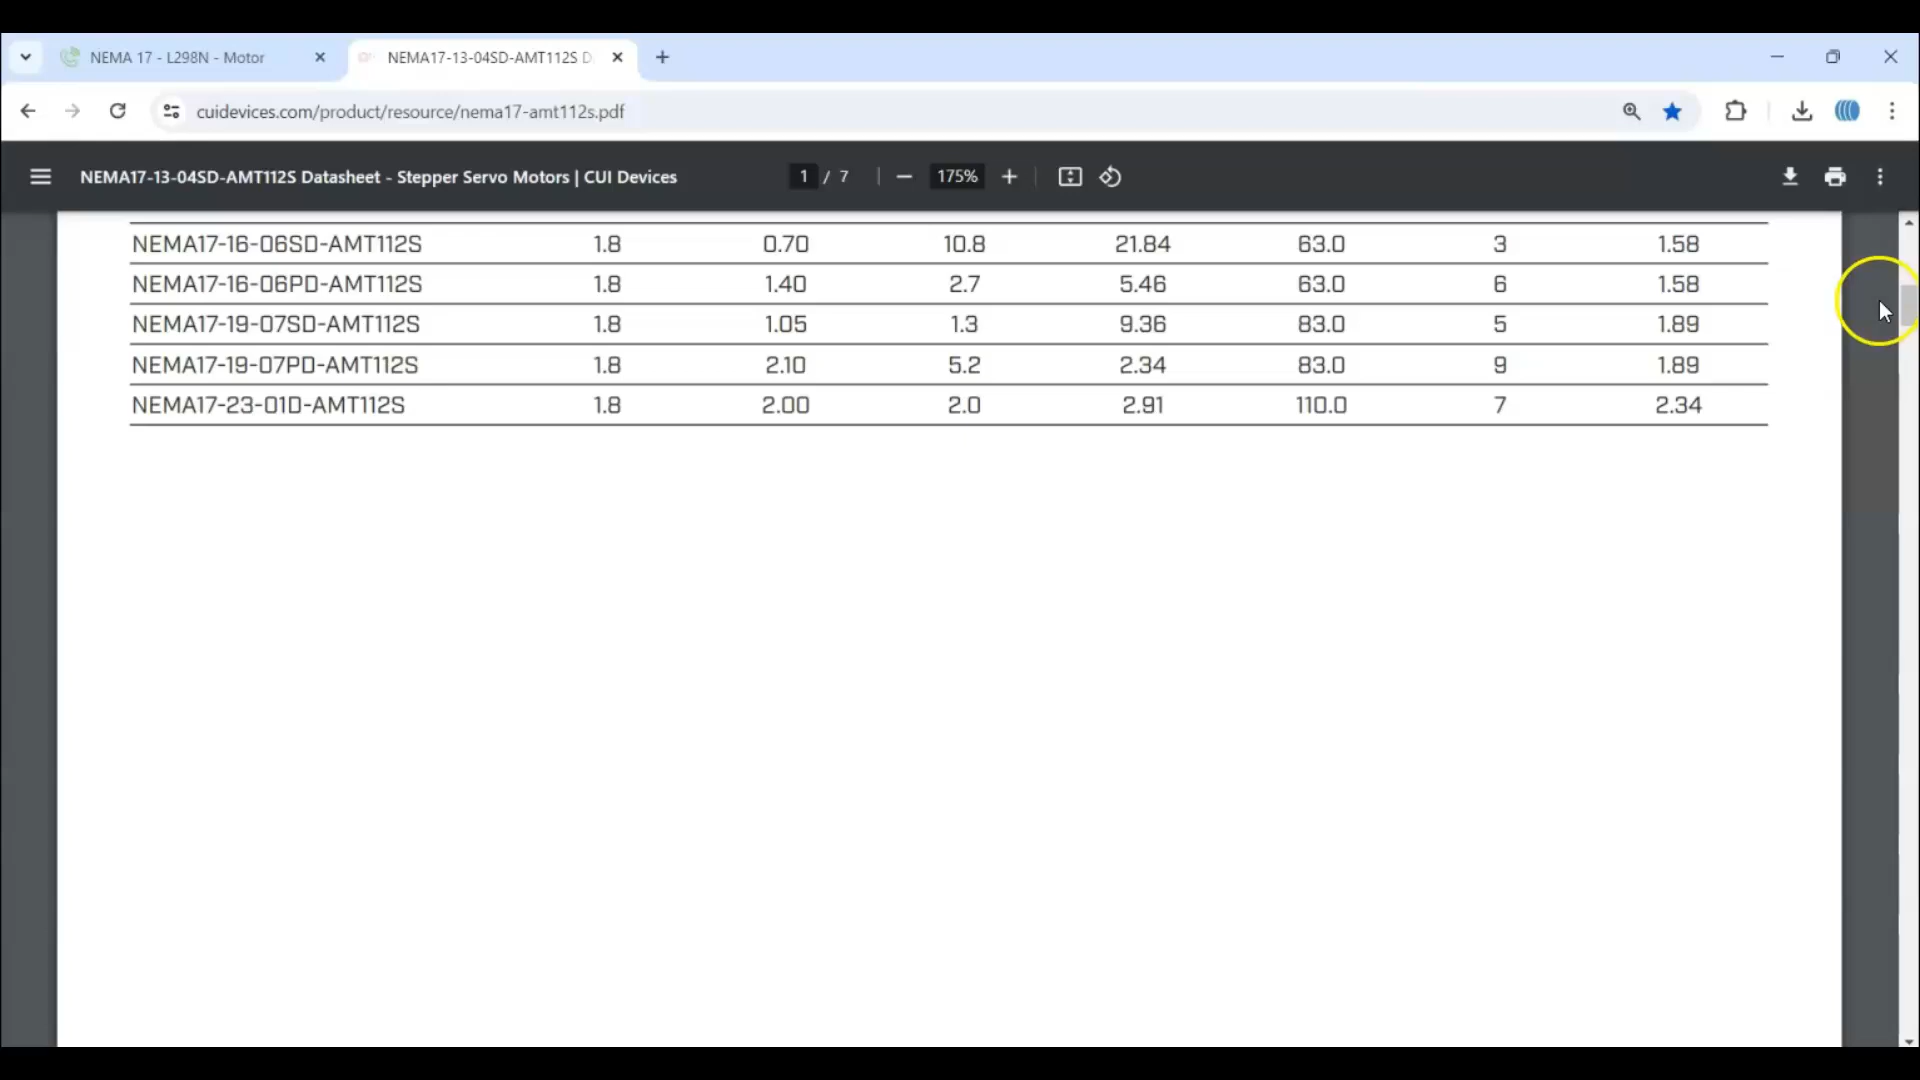 NEMA 17 - L298N - Motor
NEMA17-13-04SD-AMT112S D
cuidevices.com/product/resource/nema17-amt112s.pdf
NEMA17-13-04SD-AMT112S Datasheet - Stepper Servo Motors | CUI Devices 1 / 7 175%
NEMA17-16-06SD-AMT112S 1.8 0.70 10.8 21.84 63.0 3 1.58
NEMA17-16-06PD-AMT112S 1.8 1.40 2.7 5.46 63.0 6 1.58
NEMA17-19-07SD-AMT112S 1.8 1.05 1.3 9.36 83.0 5 1.89
NEMA17-19-07PD-AMT112S 1.8 2.10 5.2 2.34 83.0 9 1.89
NEMA17-23-01D-AMT112S 1.8 2.00 2.0 2.91 110.0 7 2.34